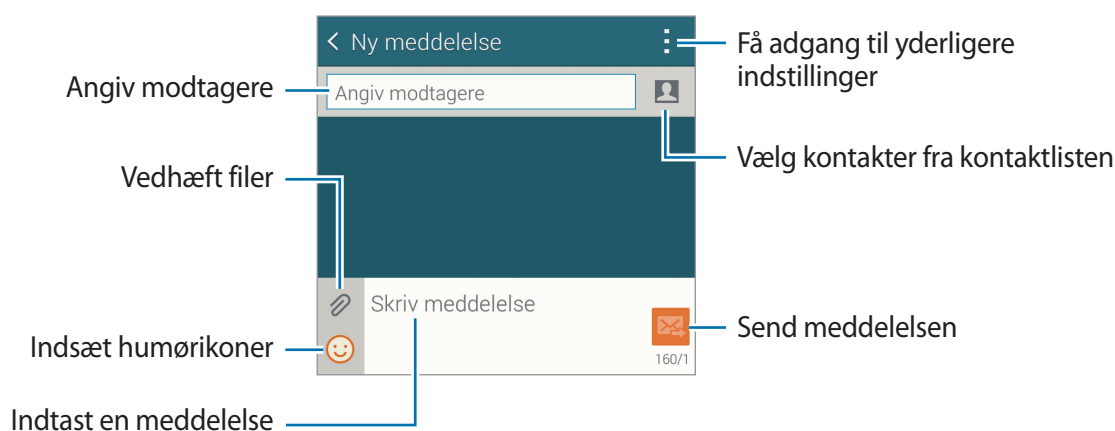 Ny meddelelse
Få adgang til yderligere
indstillinger
Angiv modtagere
Angiv modtagere
Vælg kontakter fra kontaktlisten
Vedhæft filer
Skriv meddelelse
Send meddelelsen
Indsæt humørikoner
160/1
Indtast en meddelelse